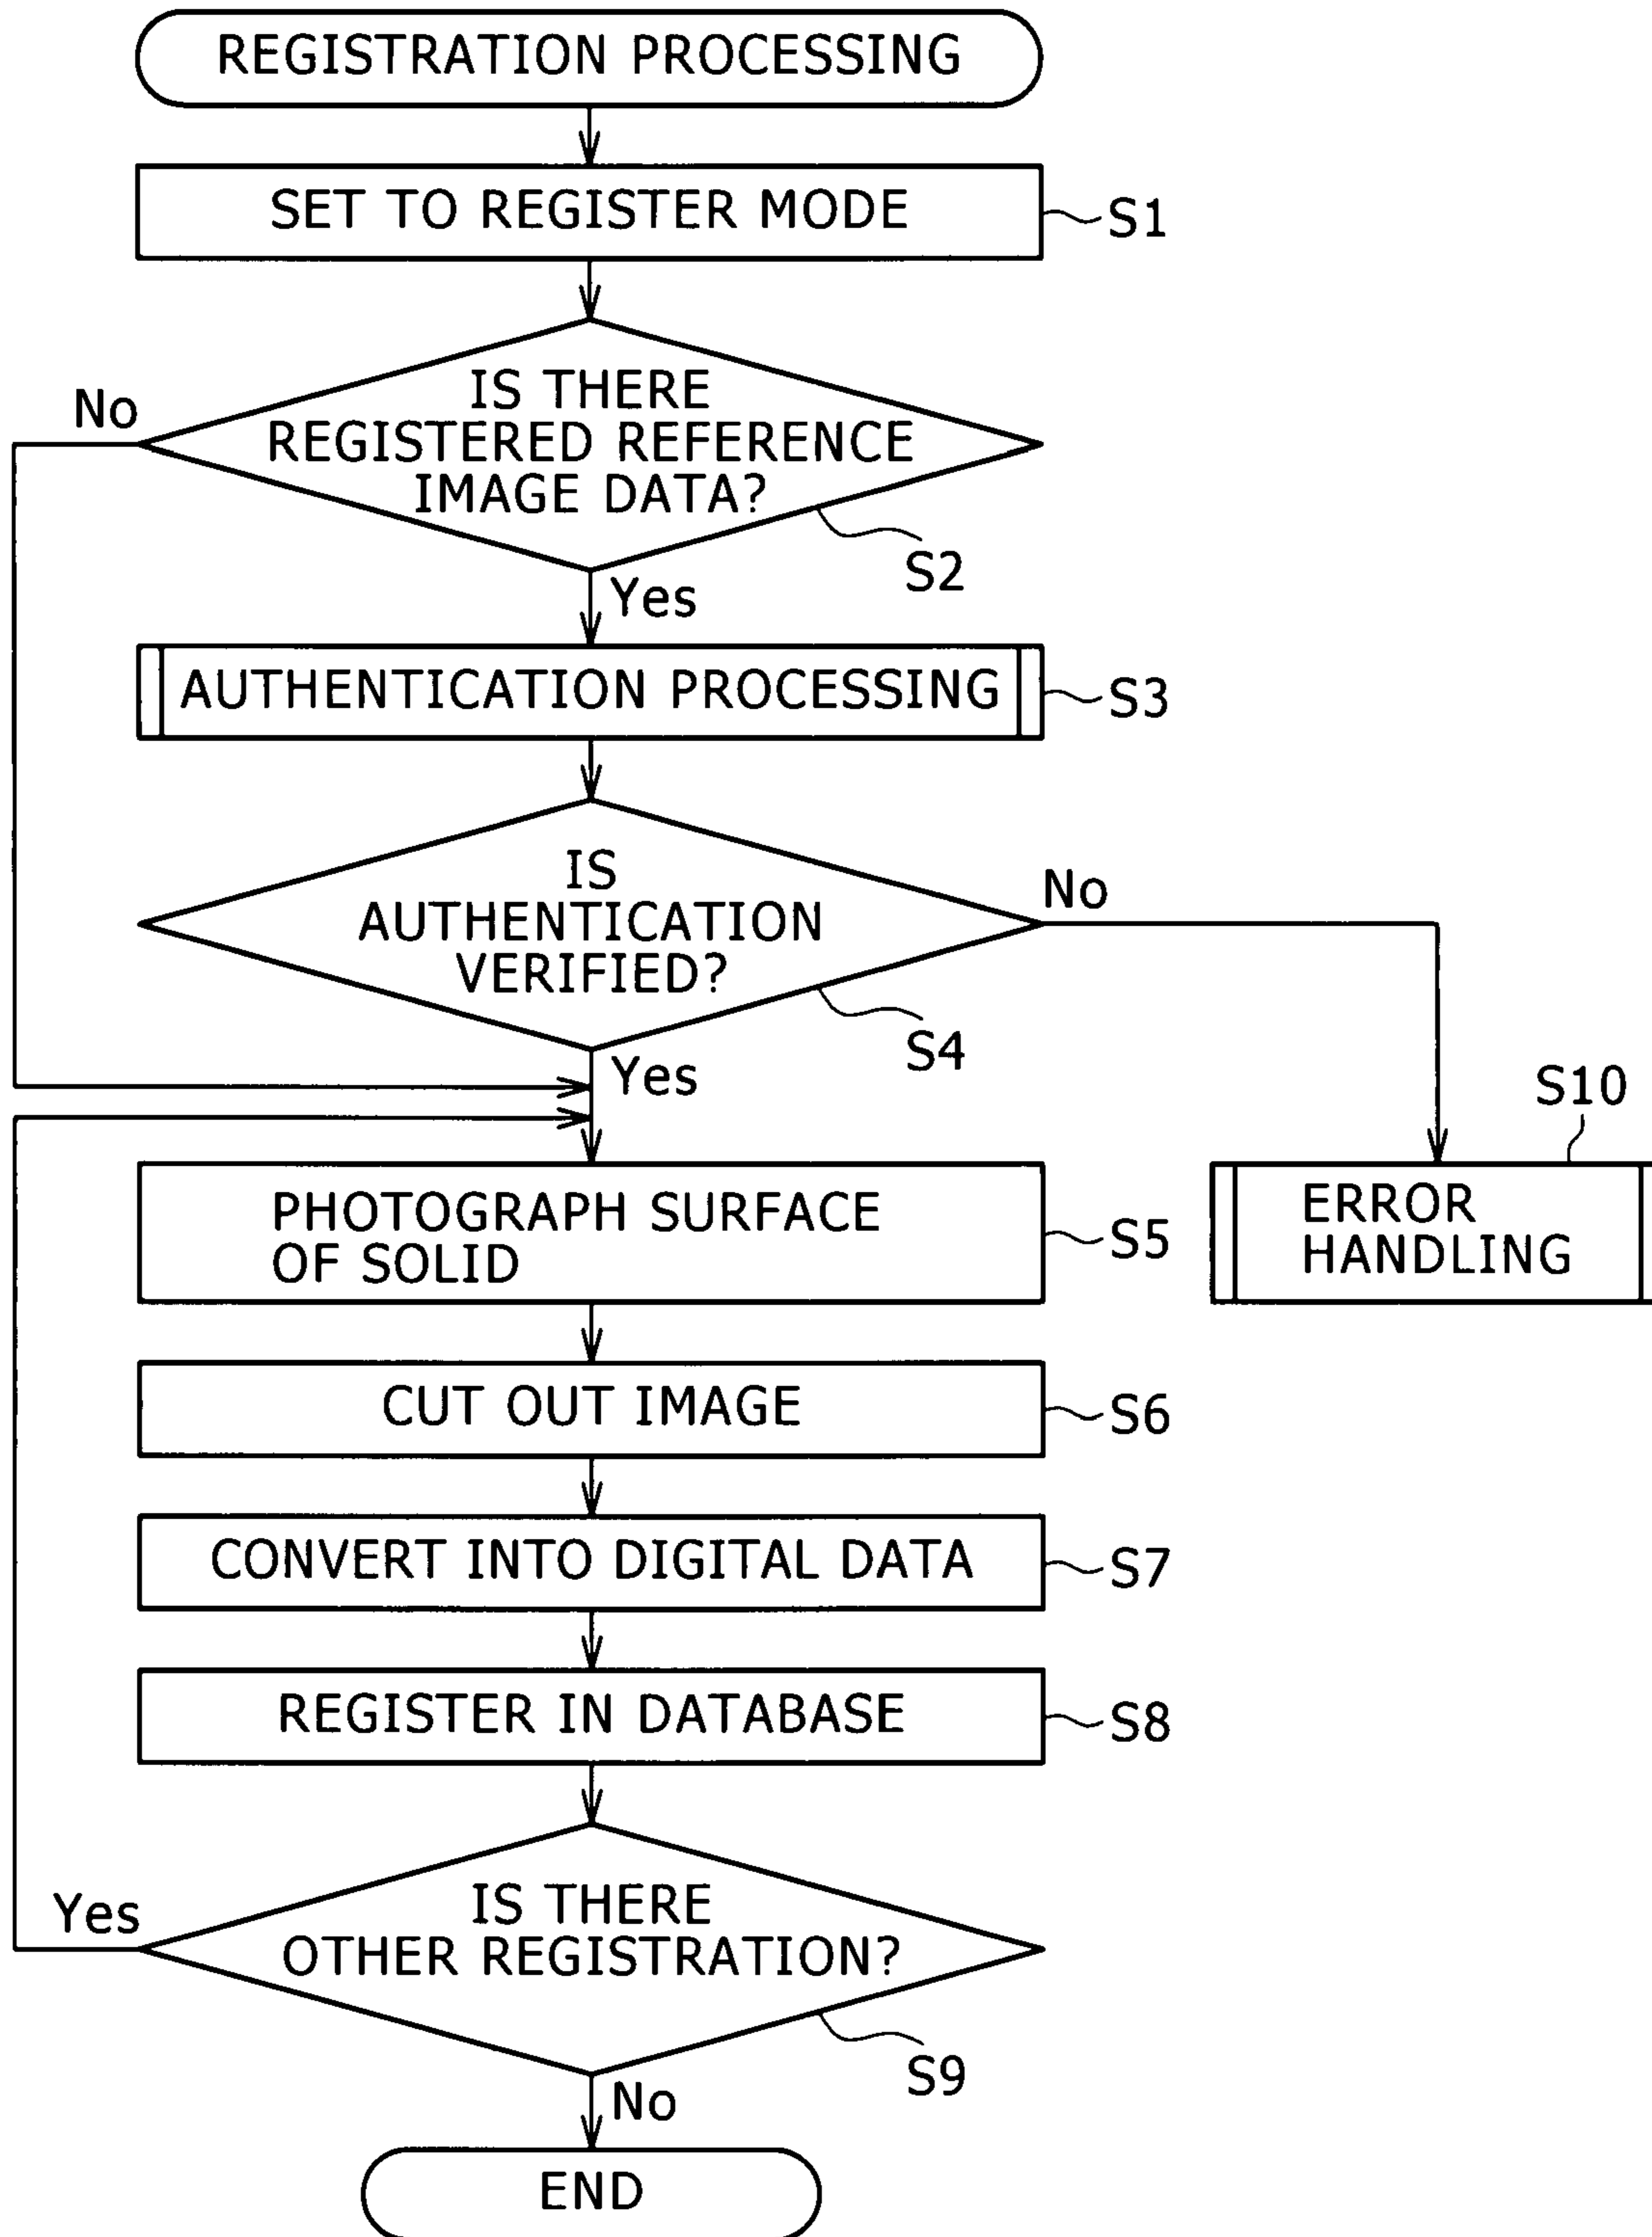 REGISTRATION PROCESSING
SET TO REGISTER MODE
S1
No
IS THERE
REGISTERED REFERENCE
IMAGE DATA?
S2
Yes
AUTHENTICATION PROCESSING
S3
IS
AUTHENTICATION
VERIFIED?
No
S4
Yes
S10
PHOTOGRAPH SURFACE
OF SOLID
S5
ERROR
HANDLING
CUT OUT IMAGE
S6
CONVERT INTO DIGITAL DATA
S7
REGISTER IN DATABASE
S8
Yes
IS THERE
OTHER REGISTRATION?
S9
No
END